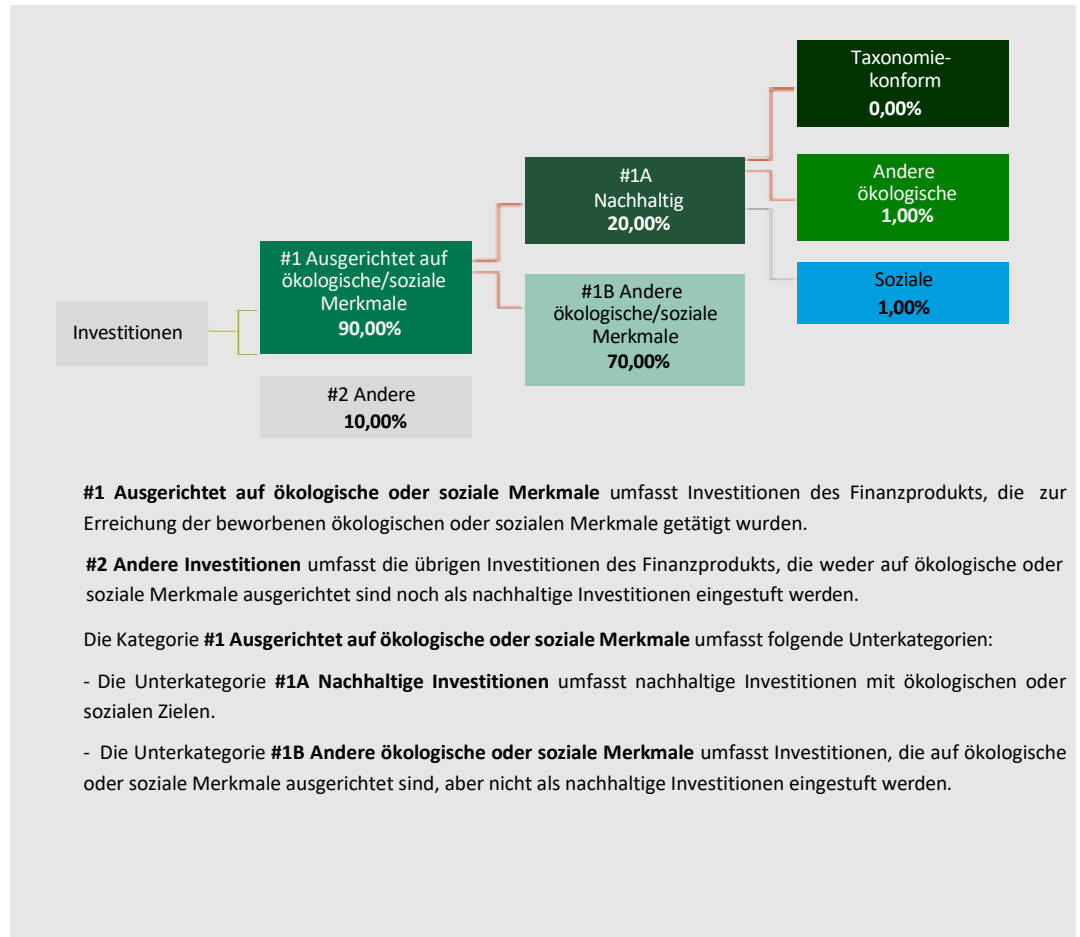 Taxonomie-
konform
0,00%
#1A
Nachhaltig
20,00%
Andere
ökologische
1,00%
#1 Ausgerichtet auf
ökologische/soziale
Merkmale
90,00%
#1B Andere
ökologische/soziale
Merkmale
70,00%
Soziale
1,00%
Investitionen
#2 Andere
10,00%
#1 Ausgerichtet auf ökologische oder soziale Merkmale umfasst Investitionen des Finanzprodukts, die zur
Erreichung der beworbenen ökologischen oder sozialen Merkmale getätigt wurden.
#2 Andere Investitionen umfasst die übrigen Investitionen des Finanzprodukts, die weder auf ökologische oder
soziale Merkmale ausgerichtet sind noch als nachhaltige Investitionen eingestuft werden.
Die Kategorie #1 Ausgerichtet auf ökologische oder soziale Merkmale umfasst folgende Unterkategorien:
- Die Unterkategorie #1A Nachhaltige Investitionen umfasst nachhaltige Investitionen mit ökologischen oder
sozialen Zielen.
- Die Unterkategorie #1B Andere ökologische oder soziale Merkmale umfasst Investitionen, die auf ökologische
oder soziale Merkmale ausgerichtet sind, aber nicht als nachhaltige Investitionen eingestuft werden.